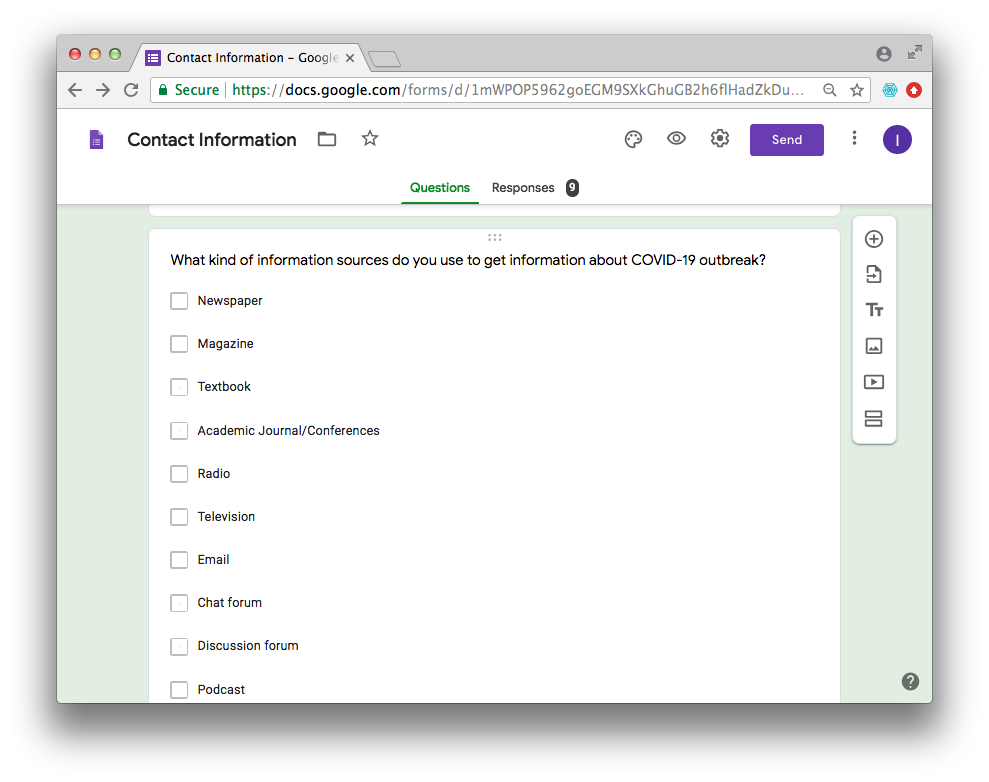 Contact Information – Google
Secure
https://docs.google.com/forms/d/1mWPOP5962goEGM9SXkGhuGB2h6flHadZkDu...
Contact Information
Send
I
Questions
Responses
9
What kind of information sources do you use to get information about COVID-19 outbreak?
Newspaper
Magazine
Textbook
Academic Journal/Conferences
Radio
Television
Email
Chat forum
Discussion forum
Podcast
Tт
?